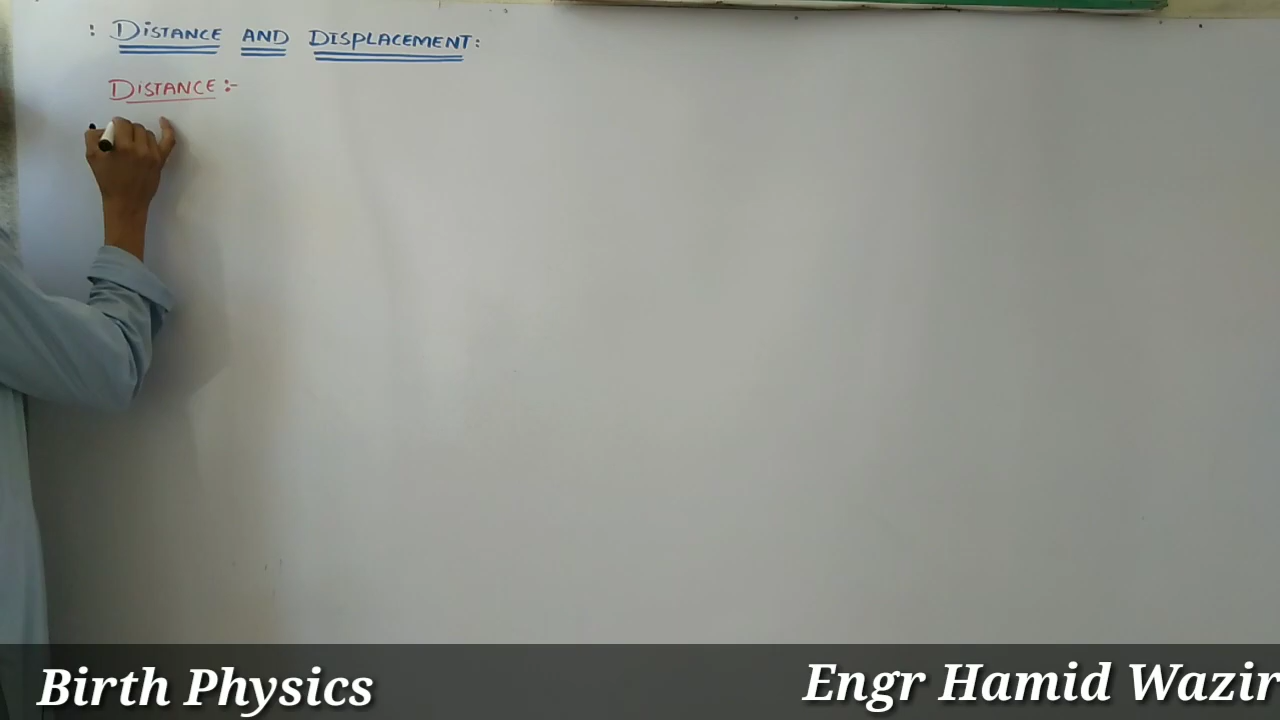 : DISTANCE AND DISPLACEMENT:
DISTANCE :-
Birth Physics
Engr Hamid Wazir